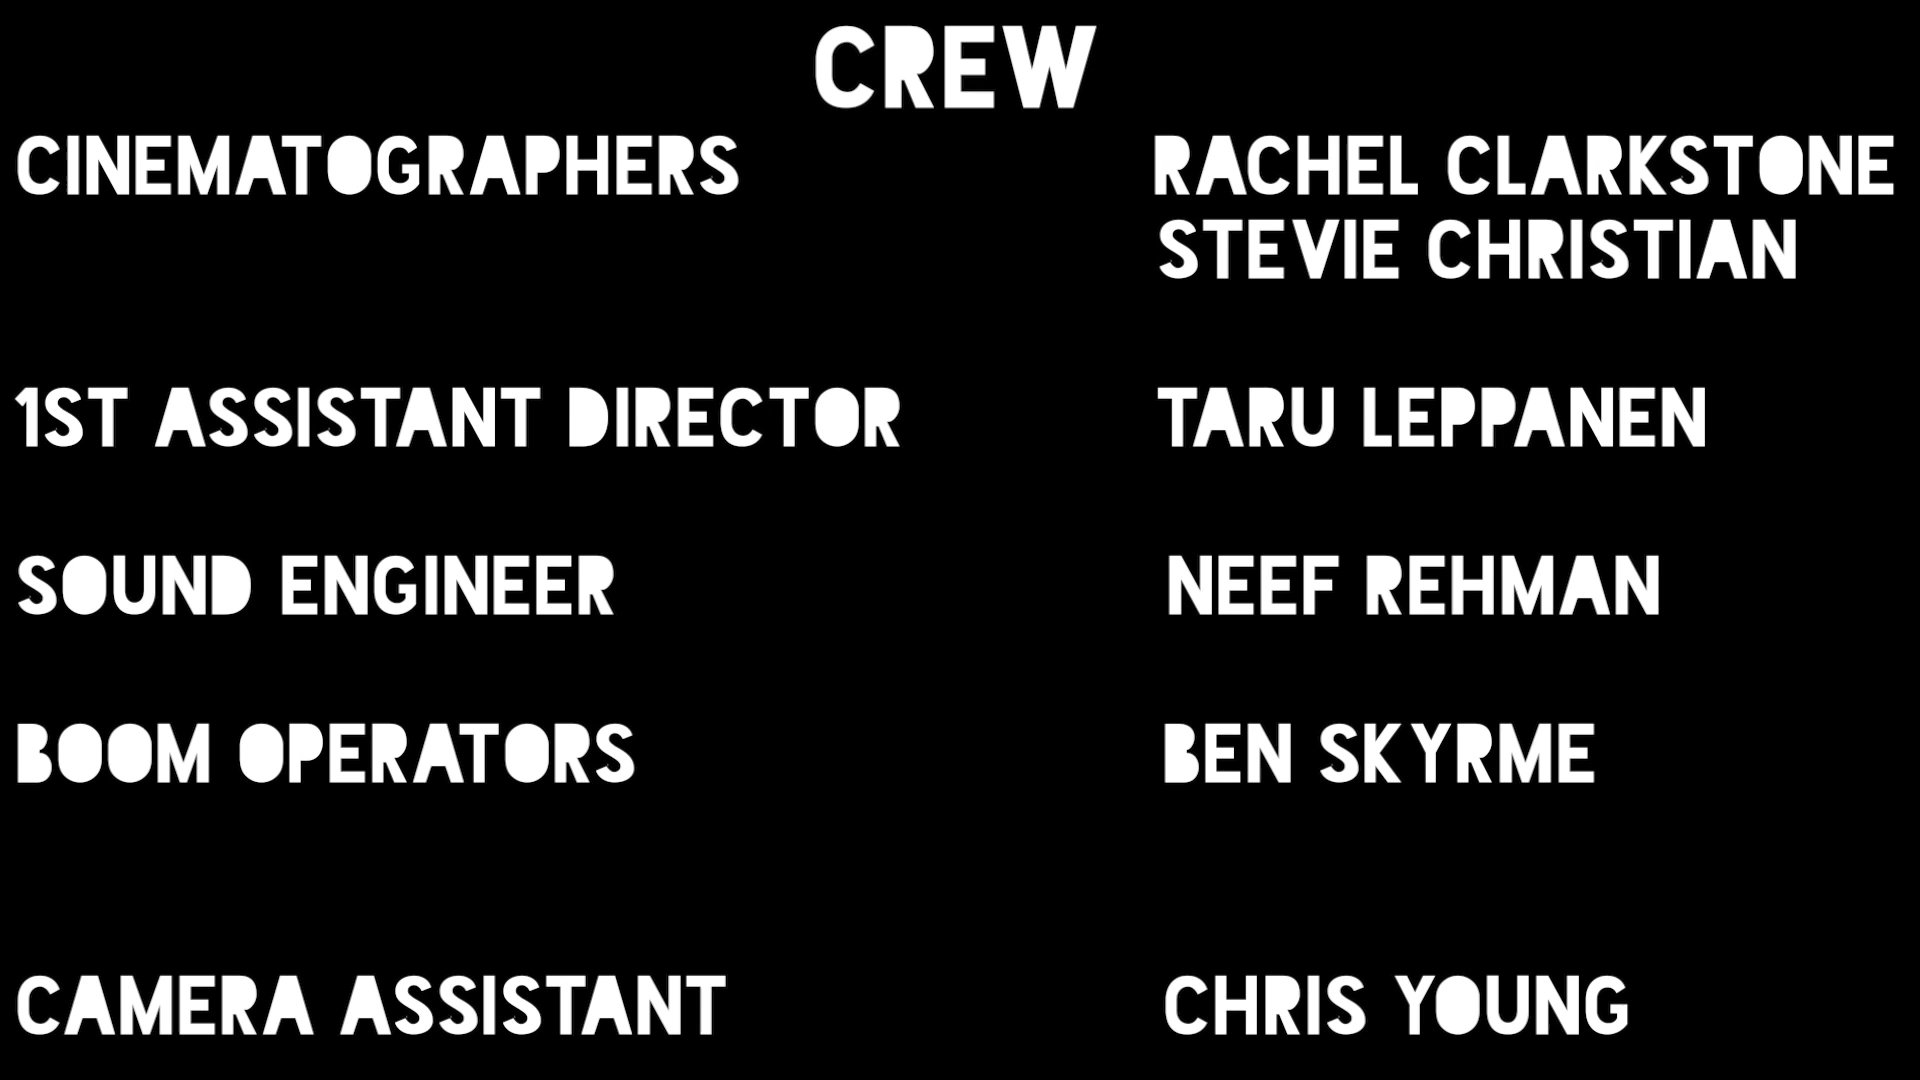 CREW
CINEMATOGRAPHERS RACHEL CLARKSTONE
STEVIE CHRISTIAN
1ST ASSISTANT DIRECTOR TARU LEPPANEN
SOUND ENGINEER NEEF REHMAN
BOOM OPERATORS BEN SKYRME
CAMERA ASSISTANT CHRIS YOUNG